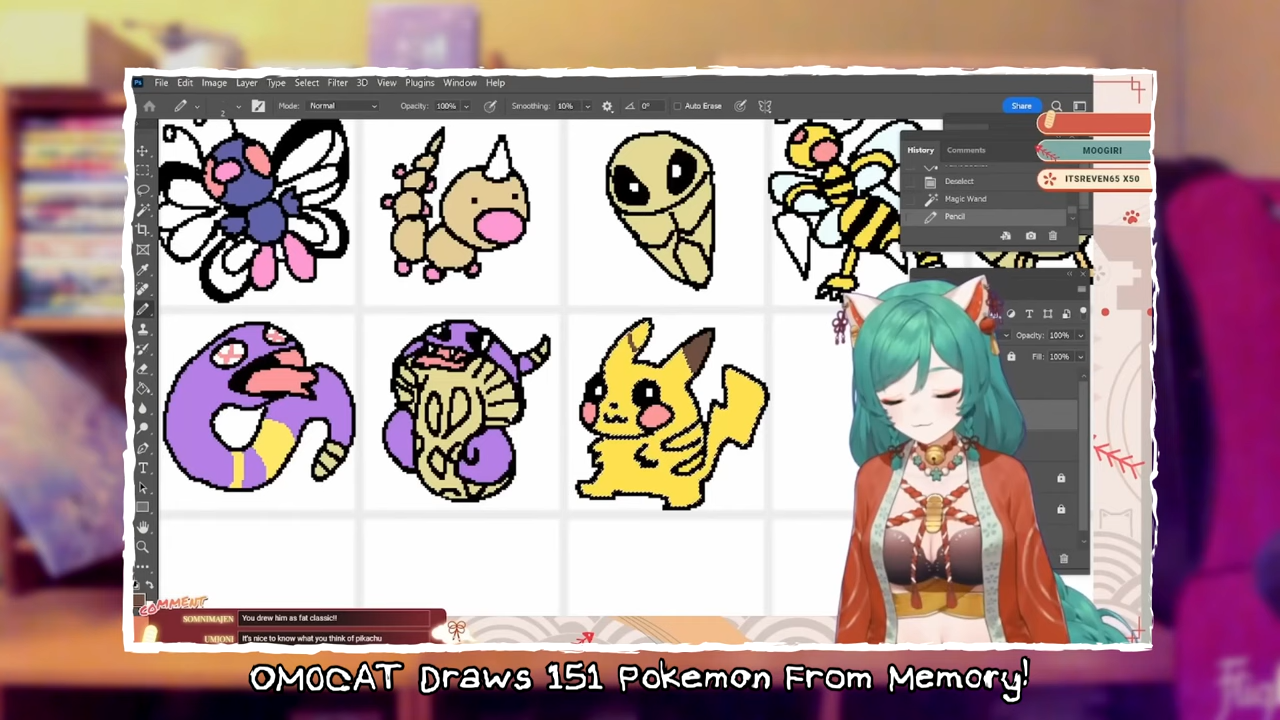 Ps File Edit Image Layer Type Select Filter 3D View Plugins Window Help
2 Mode: Normal Opacity: 100% Smoothing: 10% 0° Auto Erase Share
History Comments
Deselect
Magic Wand
Pencil
MOOGIRI
ITSREVEN65 X50
Opacity: 100%
Fill: 100%
COMMENT
SOMNIMAJEN You drew him as fat classic!!
UMJONI It's nice to know what you think of pikachu
OMOCAT Draws 151 Pokemon From Memory!